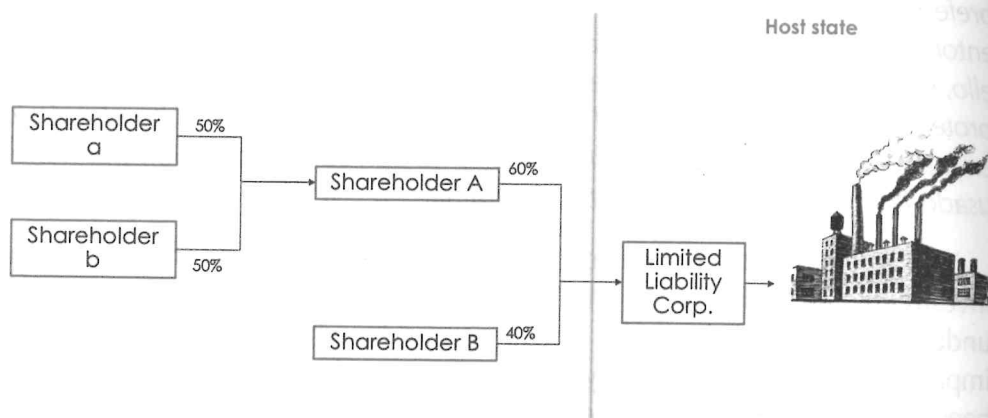 Host state
Shareholder
a
50%
Shareholder
b
50%
Shareholder A
60%
Shareholder B
40%
Limited
Liability
Corp.